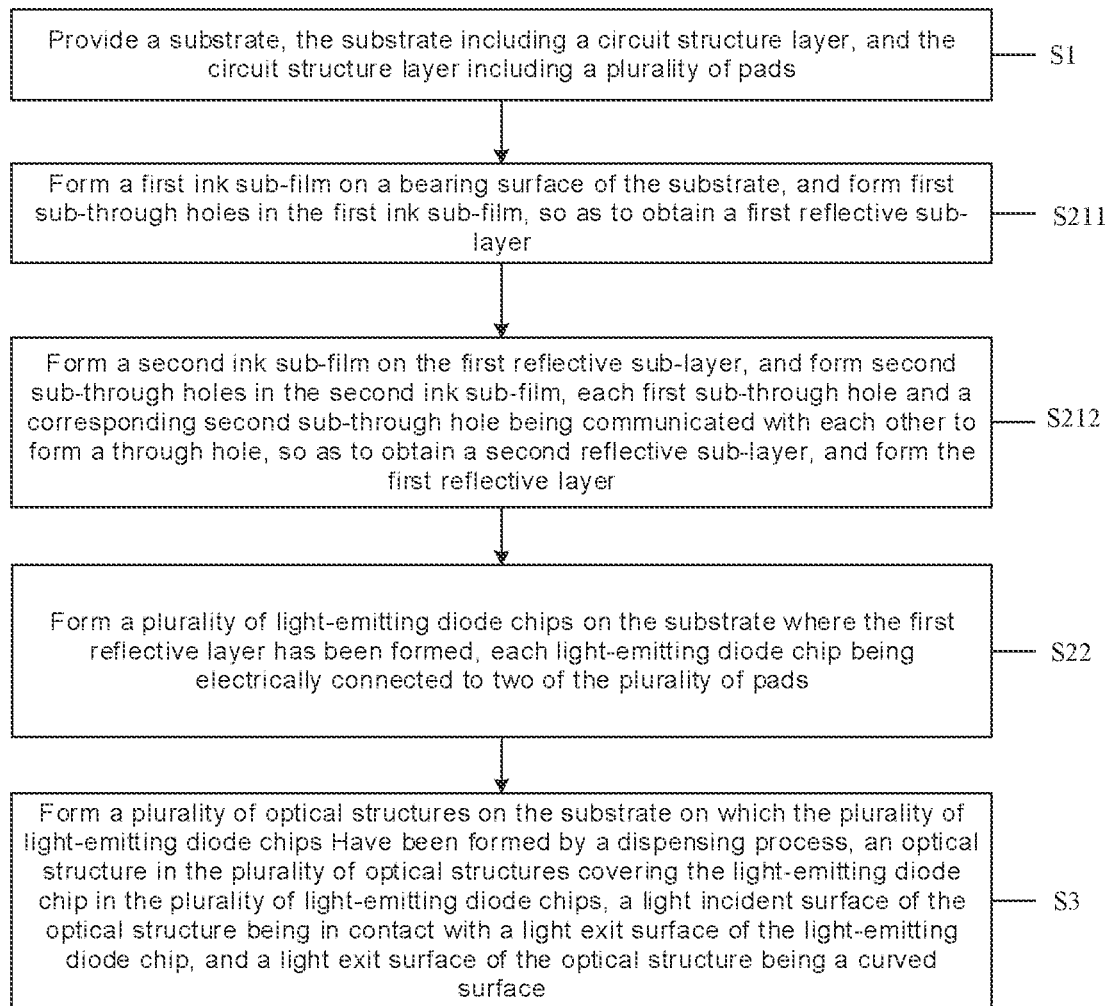 Provide a substrate, the substrate including a circuit structure layer, and the
circuit structure layer including a plurality of pads
S1
Form a first ink sub-film on a bearing surface of the substrate, and form first
sub-through holes in the first ink sub-film, so as to obtain a first reflective sub-
layer
S211
Form a second ink sub-film on the first reflective sub-layer, and form second
sub-through holes in the second ink sub-film, each first sub-through hole and a
corresponding second sub-through hole being communicated with each other to
form a through hole, so as to obtain a second reflective sub-layer, and form the
first reflective layer
S212
Form a plurality of light-emitting diode chips on the substrate where the first
reflective layer has been formed, each light-emitting diode chip being
electrically connected to two of the plurality of pads
S22
Form a plurality of optical structures on the substrate on which the plurality of
light-emitting diode chips Have been formed by a dispensing process, an optical
structure in the plurality of optical structures covering the light-emitting diode
chip in the plurality of light-emitting diode chips, a light incident surface of the
optical structure being in contact with a light exit surface of the light-emitting
diode chip, and a light exit surface of the optical structure being a curved
surface
S3